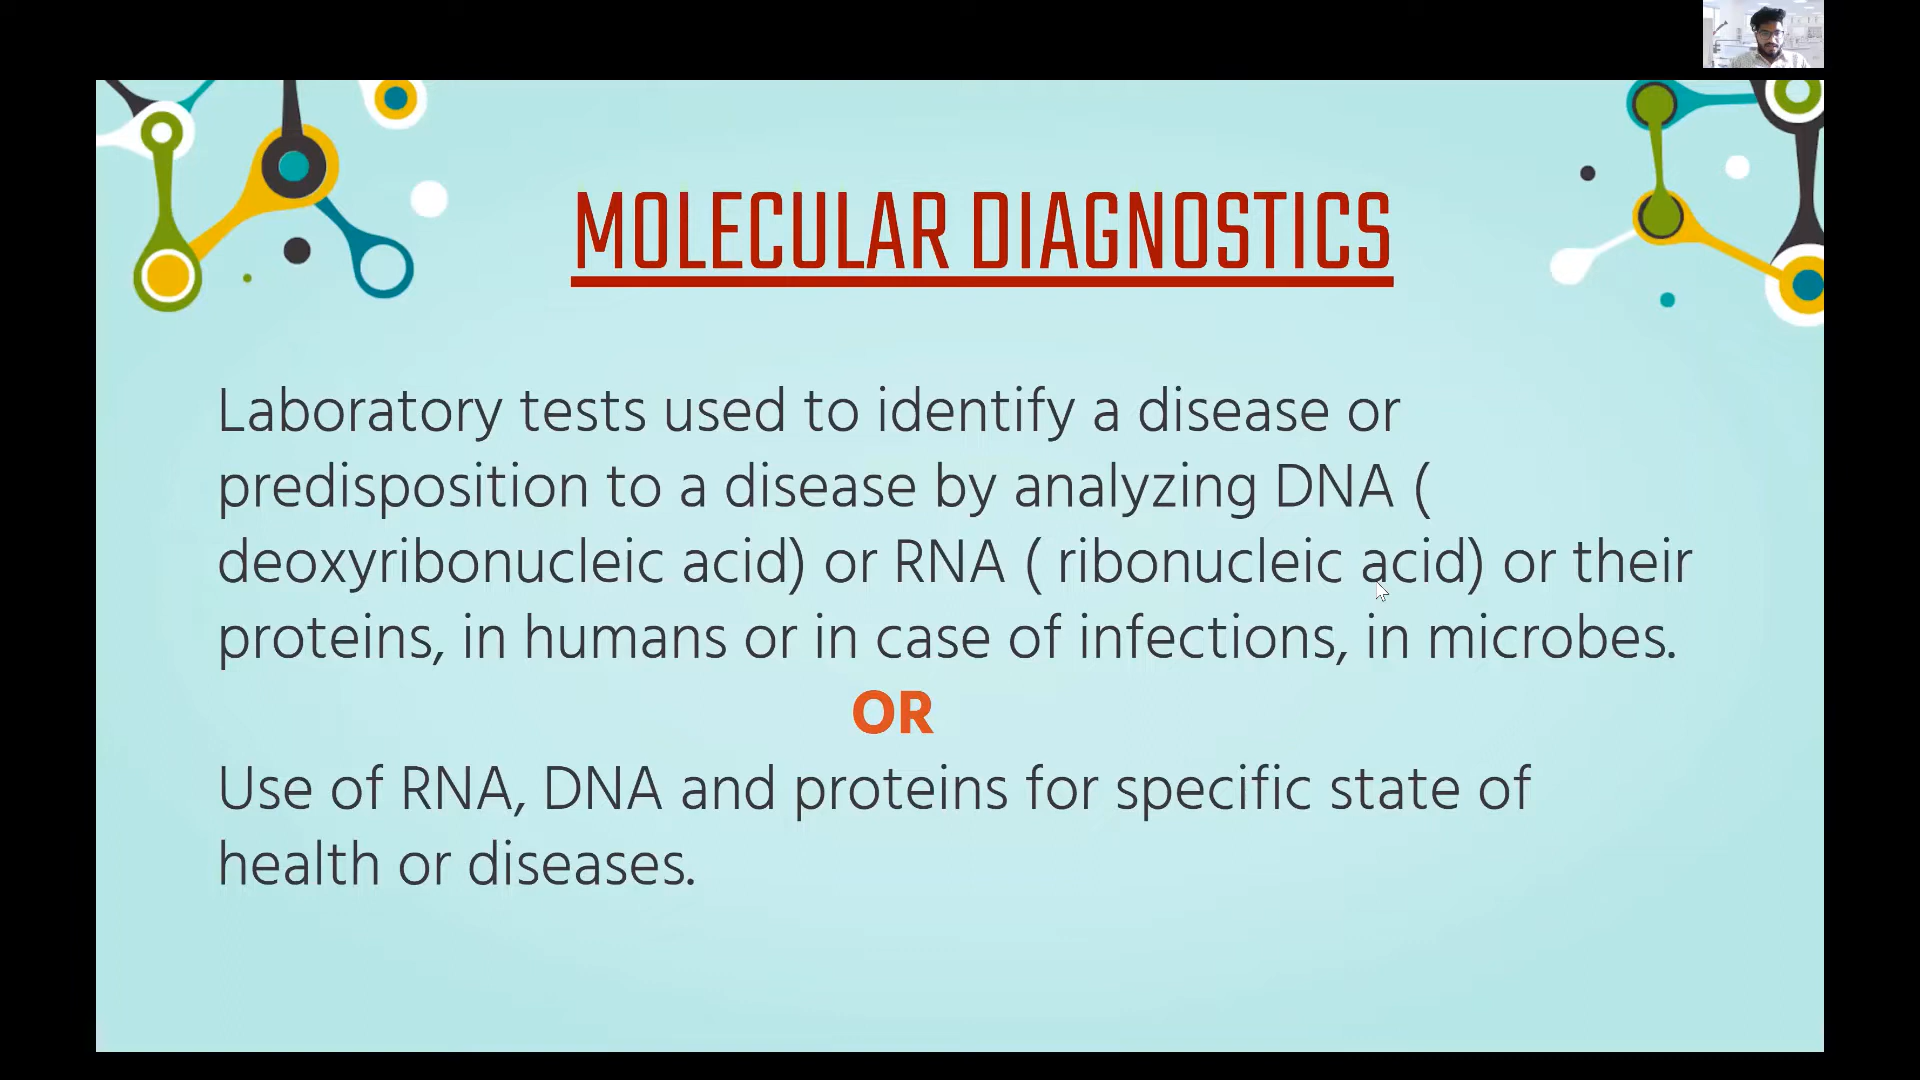 MOLECULAR DIAGNOSTICS
Laboratory tests used to identify a disease or
predisposition to a disease by analyzing DNA (
deoxyribonucleic acid) or RNA ( ribonucleic acid) or their
proteins, in humans or in case of infections, in microbes.
OR
Use of RNA, DNA and proteins for specific state of
health or diseases.